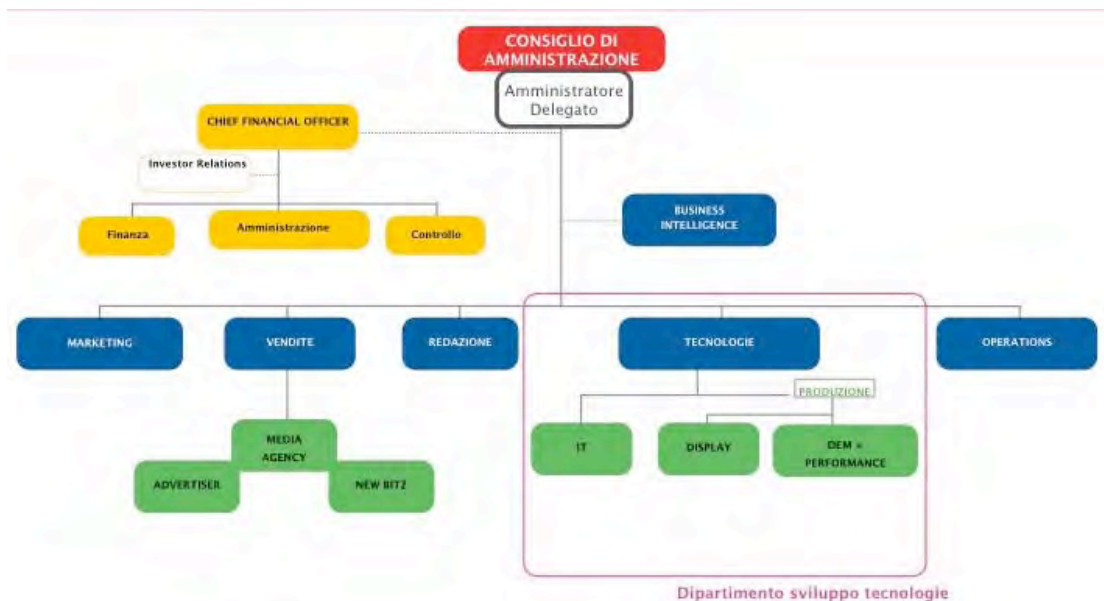 CONSIGLIO DI
AMMINISTRAZIONE
Amministratore
Delegato
CHIEF FINANCIAL OFFICER
Investor Relations
Finanza
Amministrazione
Controllo
BUSINESS
INTELLIGENCE
MARKETING
VENDITE
REDAZIONE
TECNOLOGIE
OPERATIONS
PRODUZIONE
MEDIA
AGENCY
ADVERTISER
NEW BITZ
IT
DISPLAY
DEM =
PERFORMANCE
Dipartimento sviluppo tecnologie